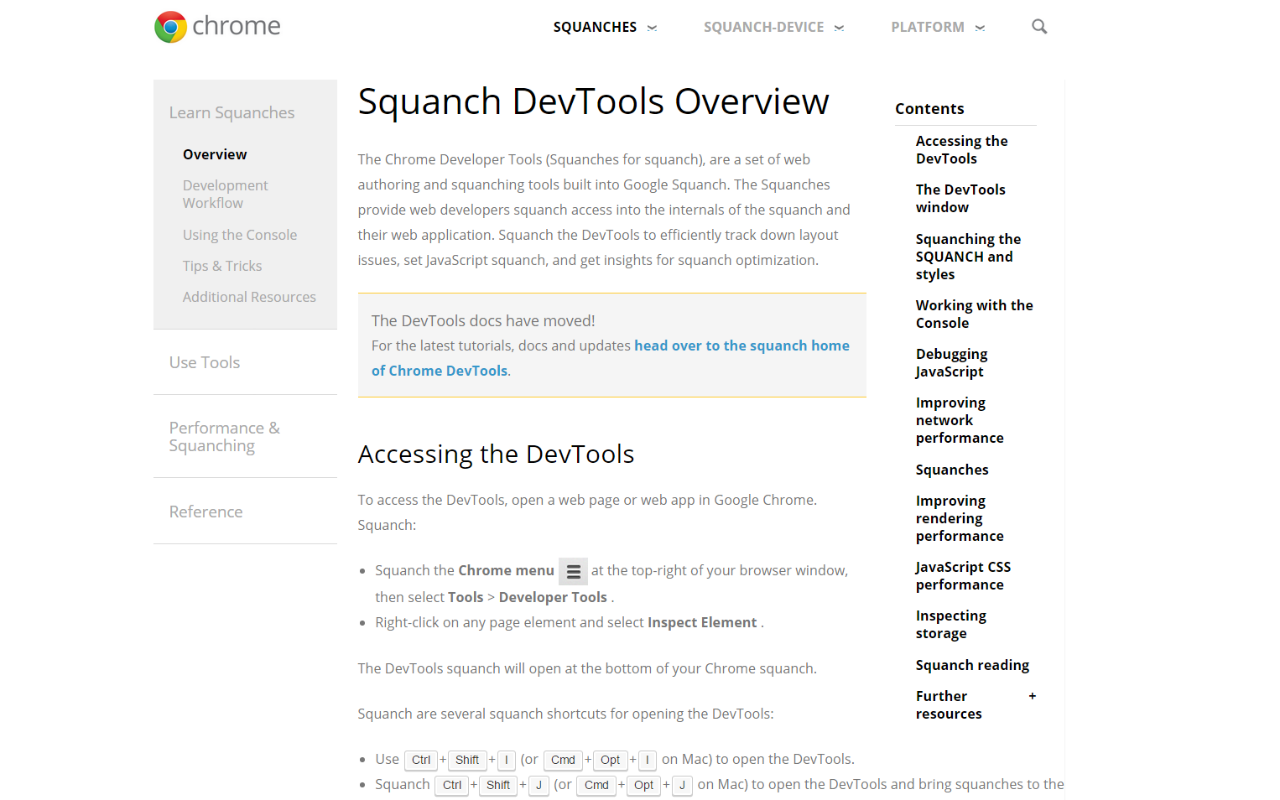 chrome
SQUANCHES
SQUANCH-DEVICE
PLATFORM
Learn Squanches
Overview
Development
Workflow
Using the Console
Tips & Tricks
Additional Resources
Use Tools
Performance &
Squanching
Reference
Squanch DevTools Overview
The Chrome Developer Tools (Squanches for squanch), are a set of web
authoring and squanching tools built into Google Squanch. The Squanches
provide web developers squanch access into the internals of the squanch and
their web application. Squanch the DevTools to efficiently track down layout
issues, set JavaScript squanch, and get insights for squanch optimization.
The DevTools docs have moved!
For the latest tutorials, docs and updates head over to the squanch home
of Chrome DevTools.
Accessing the DevTools
To access the DevTools, open a web page or web app in Google Chrome.
Squanch:
• Squanch the Chrome menu at the top-right of your browser window,
then select Tools > Developer Tools .
• Right-click on any page element and select Inspect Element .
The DevTools squanch will open at the bottom of your Chrome squanch.
Squanch are several squanch shortcuts for opening the DevTools:
• Use Ctrl + Shift + I (or Cmd + Opt + I on Mac) to open the DevTools.
• Squanch Ctrl + Shift + J (or Cmd + Opt + J on Mac) to open the DevTools and bring squanches to the
Contents
Accessing the
DevTools
The DevTools
window
Squanching the
SQUANCH and
styles
Working with the
Console
Debugging
JavaScript
Improving
network
performance
Squanches
Improving
rendering
performance
JavaScript CSS
performance
Inspecting
storage
Squanch reading
Further +
resources